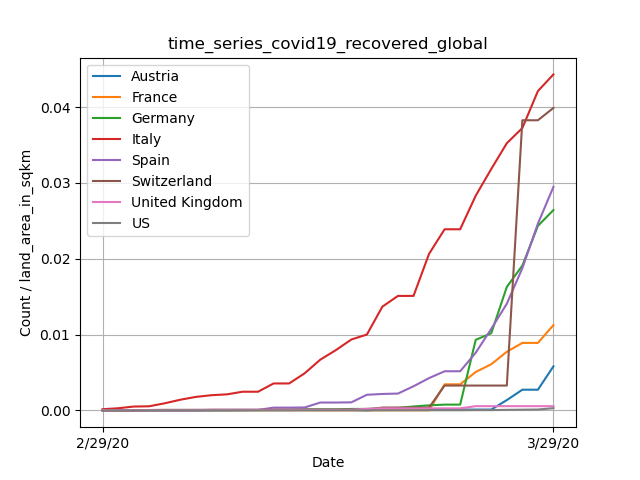 time_series_covid19_recovered_global
Count / land_area_in_sqkm
0.04
0.03
0.02
0.01
0.00
Austria
France
Germany
Italy
Spain
Switzerland
United Kingdom
US
2/29/20
3/29/20
Date